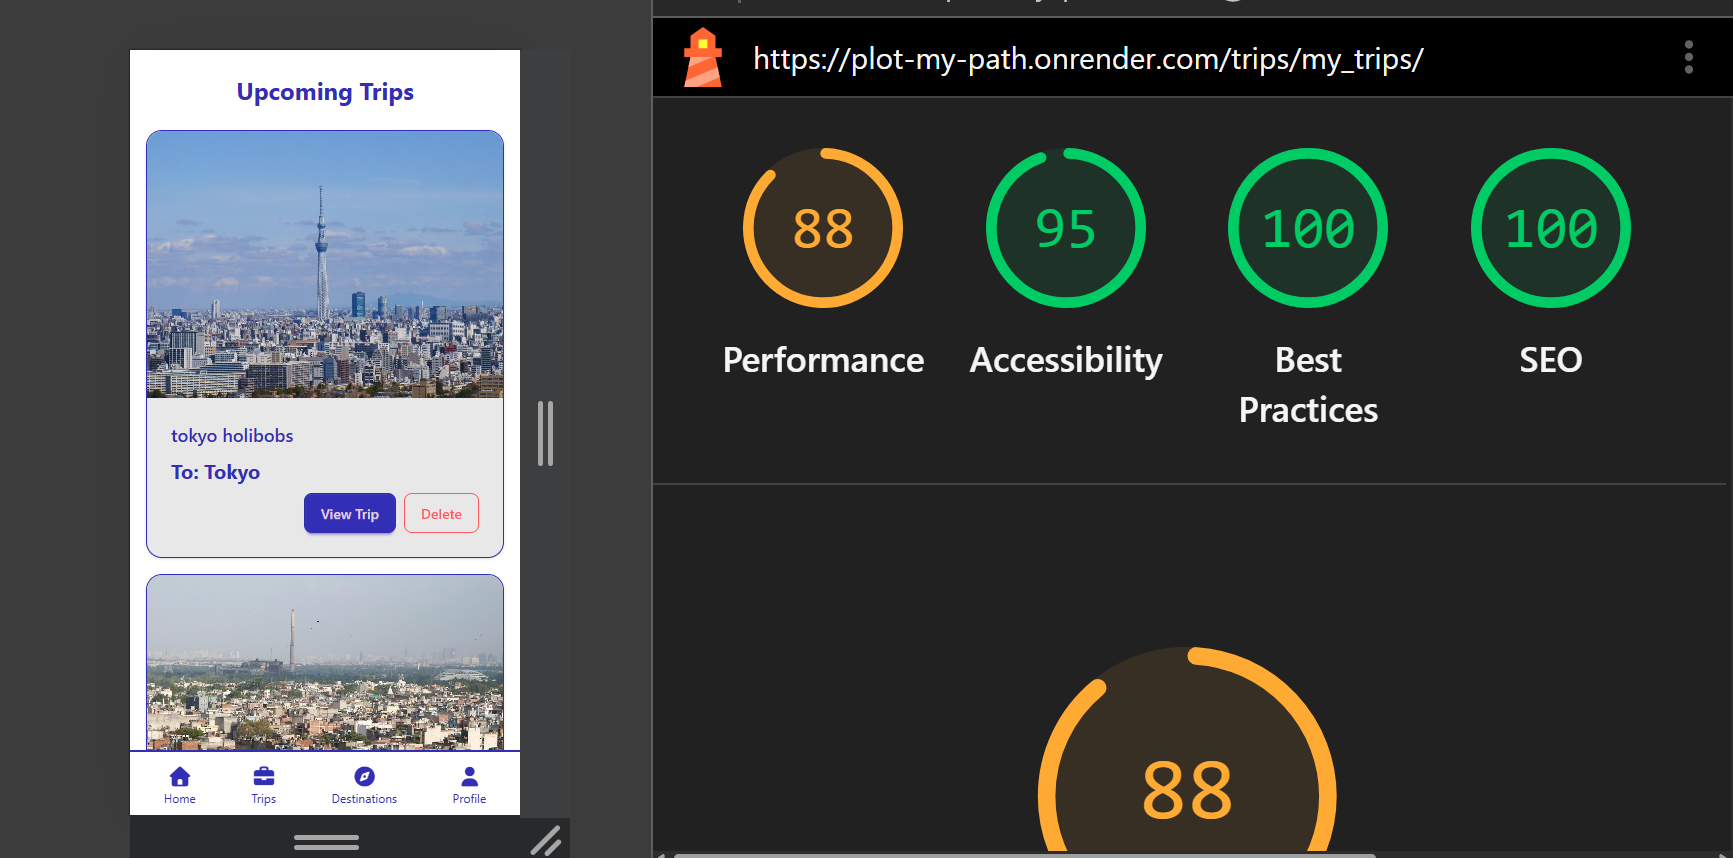 Upcoming Trips
tokyo holibobs
To: Tokyo
View Trip
Delete
Home
Trips
Destinations
Profile
https://plot-my-path.onrender.com/trips/my_trips/
88
95
100
100
Performance
Accessibility
Best
Practices
SEO
88